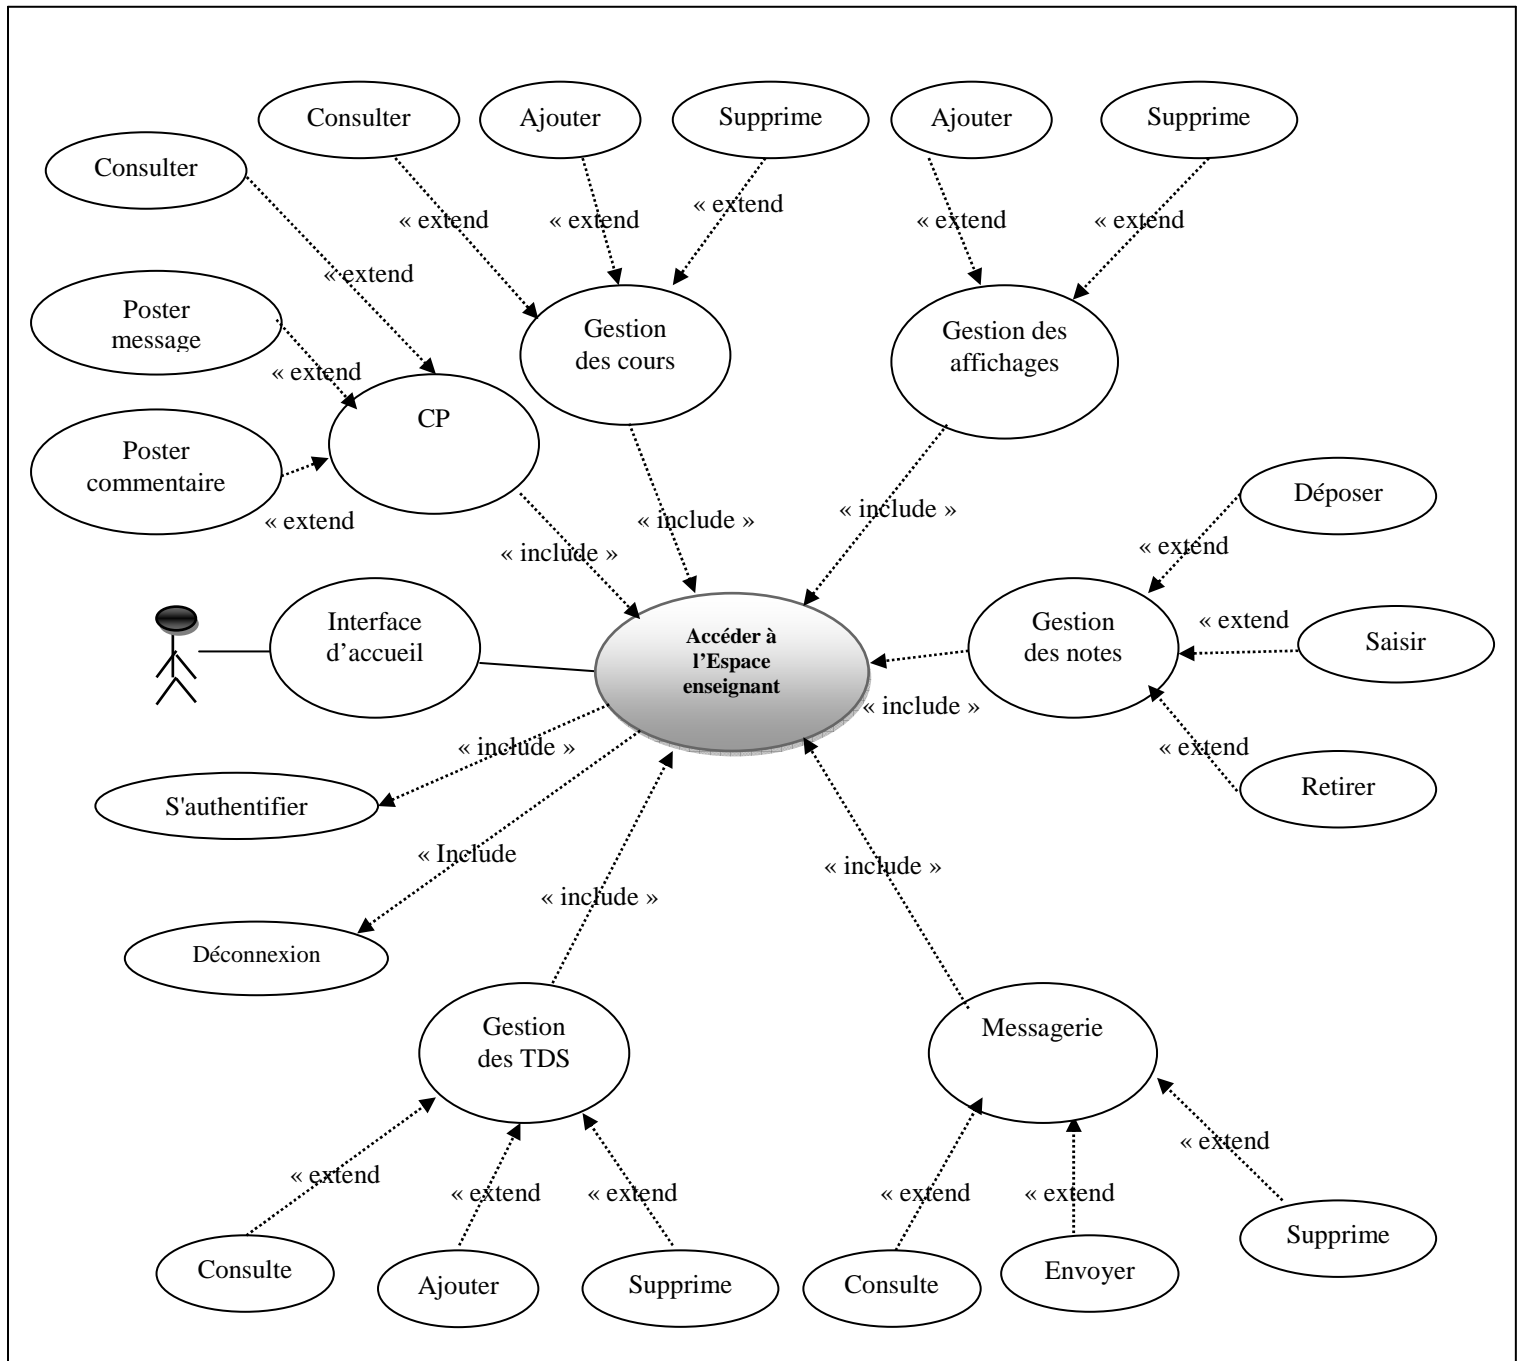 Consulter
Ajouter
Supprime
Ajouter
Supprime
Consulter
« extend
« extend
« extend
« extend
« extend
« extend
Poster
message
Gestion
des cours
Gestion des
affichages
« extend
CP
Poster
commentaire
« extend
Déposer
« include »
« include »
« include »
« extend
Interface
d’accueil
Accéder à
l’Espace
enseignant
Gestion
des notes
« extend
Saisir
« include »
« include »
« extend
S'authentifier
Retirer
« Include
« include »
« include »
Déconnexion
Gestion
des TDS
Messagerie
« extend
« extend
« extend
« extend
« extend
« extend
Consulte
Ajouter
Supprime
Consulte
Envoyer
Supprime